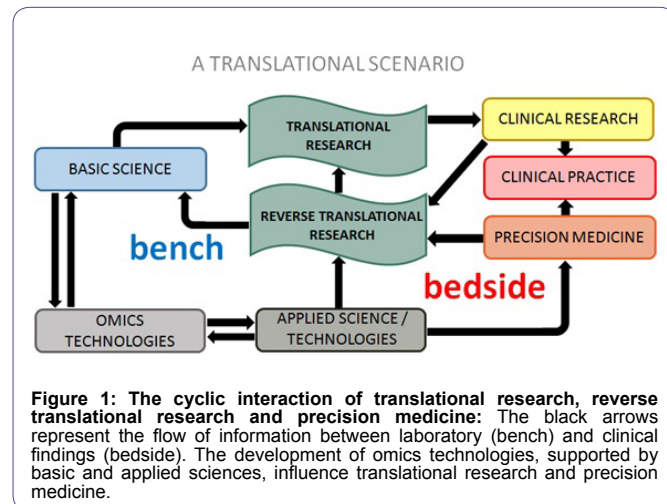 A TRANSLATIONAL SCENARIO
TRANSLATIONAL
RESEARCH
CLINICAL RESEARCH
BASIC SCIENCE
CLINICAL PRACTICE
REVERSE TRANSLATIONAL
RESEARCH
PRECISION MEDICINE
bench
bedside
OMICS
TECHNOLOGIES
APPLIED SCIENCE /
TECHNOLOGIES
Figure 1: The cyclic interaction of translational research, reverse
translational research and precision medicine: The black arrows
represent the flow of information between laboratory (bench) and clinical
findings (bedside). The development of omics technologies, supported by
basic and applied sciences, influence translational research and precision
medicine.